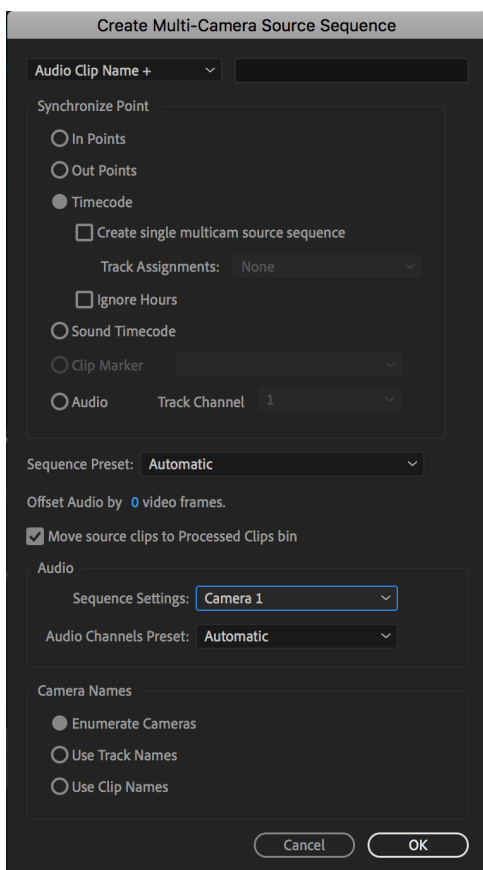 Create Multi-Camera Source Sequence
Audio Clip Name +
Synchronize Point
In Points
Out Points
Timecode
Create single multicam source sequence
Track Assignments: None
Ignore Hours
Sound Timecode
Clip Marker
Audio Track Channel 1
Sequence Preset: Automatic
Offset Audio by 0 video frames.
Move source clips to Processed Clips bin
Audio
Sequence Settings: Camera 1
Audio Channels Preset: Automatic
Camera Names
Enumerate Cameras
Use Track Names
Use Clip Names
Cancel OK